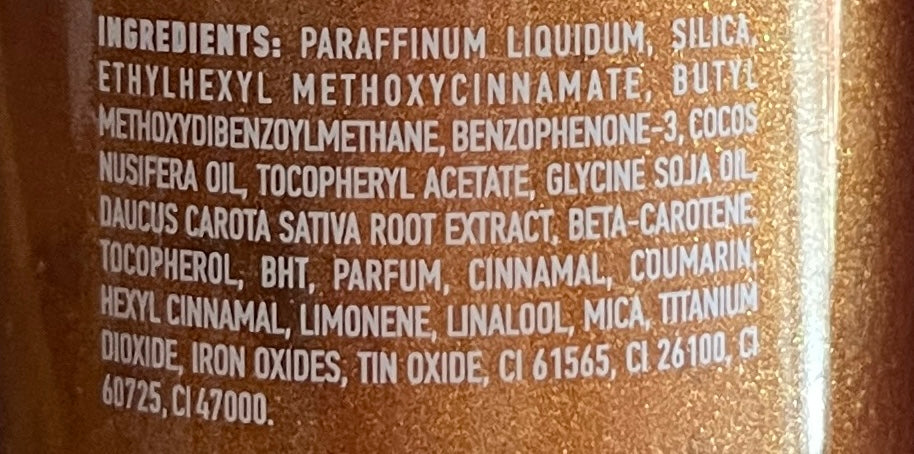 INGREDIENTS: PARAFFINUM LIQUIDUM, SILICA,
ETHYLHEXYL METHOXYCINNAMATE, BUTYL
METHOXYDIBENZOYLMETHANE, BENZOPHENONE-3, COCOS
NUSIFERA OIL, TOCOPHERYL ACETATE, GLYCINE SOJA OIL,
DAUCUS CAROTA SATIVA ROOT EXTRACT, BETA-CAROTENE,
TOCOPHEROL, BHT, PARFUM, CINNAMAL, COUMARIN,
HEXYL CINNAMAL, LIMONENE, LINALOOL, MICA, TITANIUM
DIOXIDE, IRON OXIDES, TIN OXIDE, CI 61565, CI 26100, CI
60725, CI 47000.